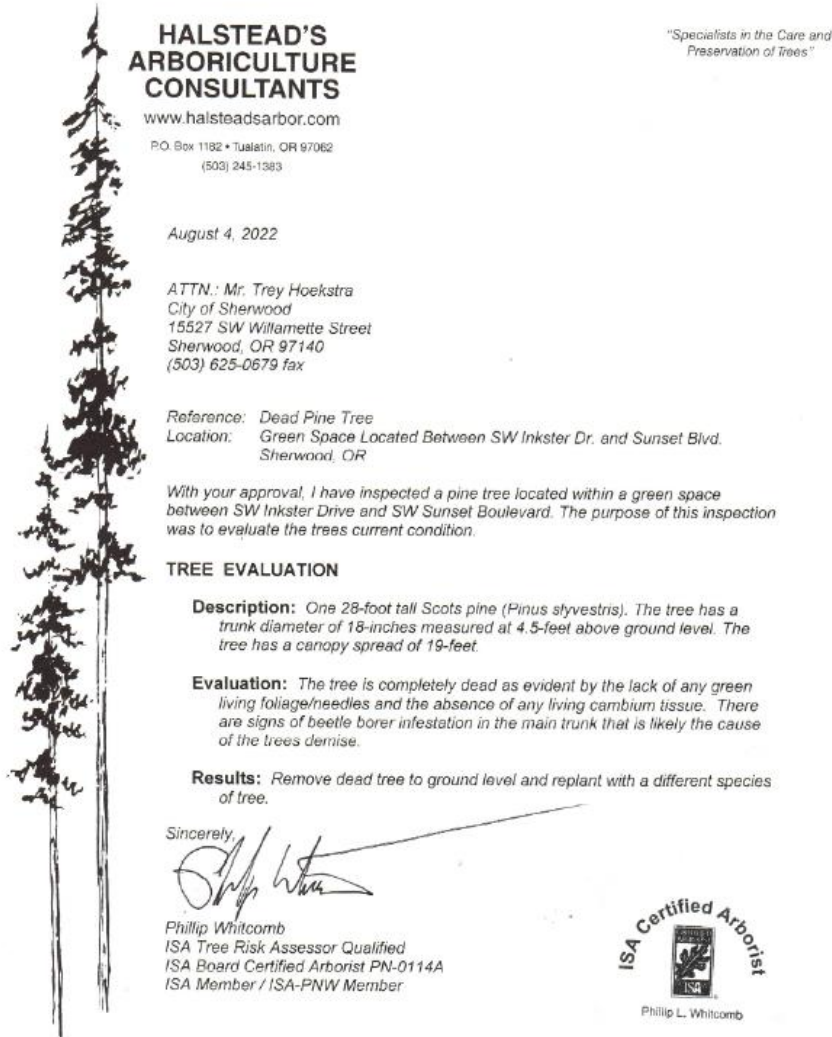 HALSTEAD'S
ARBORICULTURE
CONSULTANTS
www.halsteadsarbor.com
P.O. Box 1182 • Tualatin, OR 97062
(503) 245-1383
"Specialists in the Care and
Preservation of Trees"
August 4, 2022
ATTN.: Mr. Trey Hoekstra
City of Sherwood
15527 SW Willamette Street
Sherwood, OR 97140
(503) 625-0679 fax
Reference: Dead Pine Tree
Location: Green Space Located Between SW Inkster Dr. and Sunset Blvd.
Sherwood, OR
With your approval, I have inspected a pine tree located within a green space
between SW Inkster Drive and SW Sunset Boulevard. The purpose of this inspection
was to evaluate the trees current condition.
TREE EVALUATION
Description: One 28-foot tall Scots pine (Pinus slyvestris). The tree has a
trunk diameter of 18-inches measured at 4.5-feet above ground level. The
tree has a canopy spread of 19-feet.
Evaluation: The tree is completely dead as evident by the lack of any green
living foliage/needles and the absence of any living cambium tissue. There
are signs of beetle borer infestation in the main trunk that is likely the cause
of the trees demise.
Results: Remove dead tree to ground level and replant with a different species
of tree.
Sincerely,
Phillip Whitcomb
ISA Tree Risk Assessor Qualified
ISA Board Certified Arborist PN-0114A
ISA Member / ISA-PNW Member
ISA Certified Arborist
ISA
Phillip L. Whitcomb